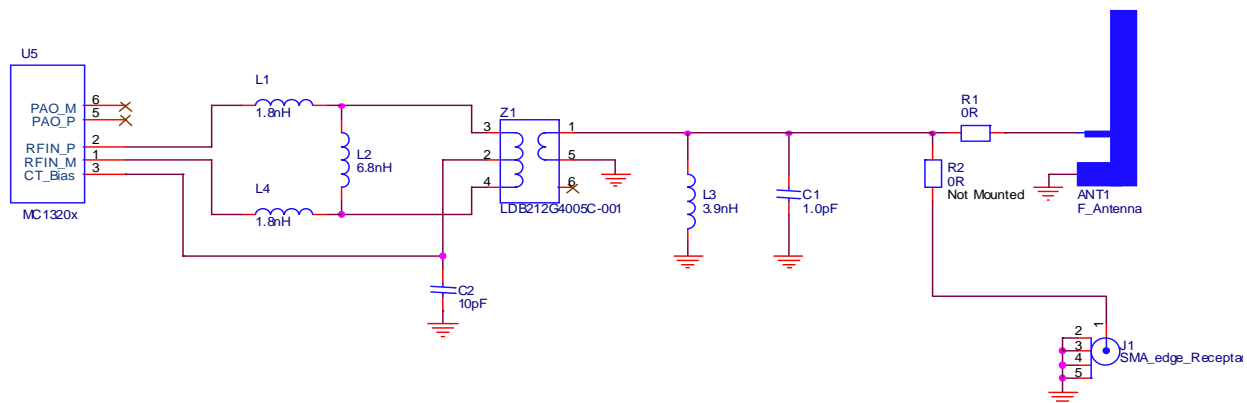 U5
PAO_M 6
PAO_P 5
RFIN_P 2
RFIN_M 1
CT_Bias 3
MC1320x
L1
1.8nH
L2
6.8nH
L4
1.8nH
C2
10pF
Z1
3 1
2 5
4 6
LDB212G4005C-001
L3
3.9nH
C1
1.0pF
R1
0R
R2
0R
Not Mounted
ANT1
F_Antenna
1
2
3
4
5
J1
SMA_edge_Recepta